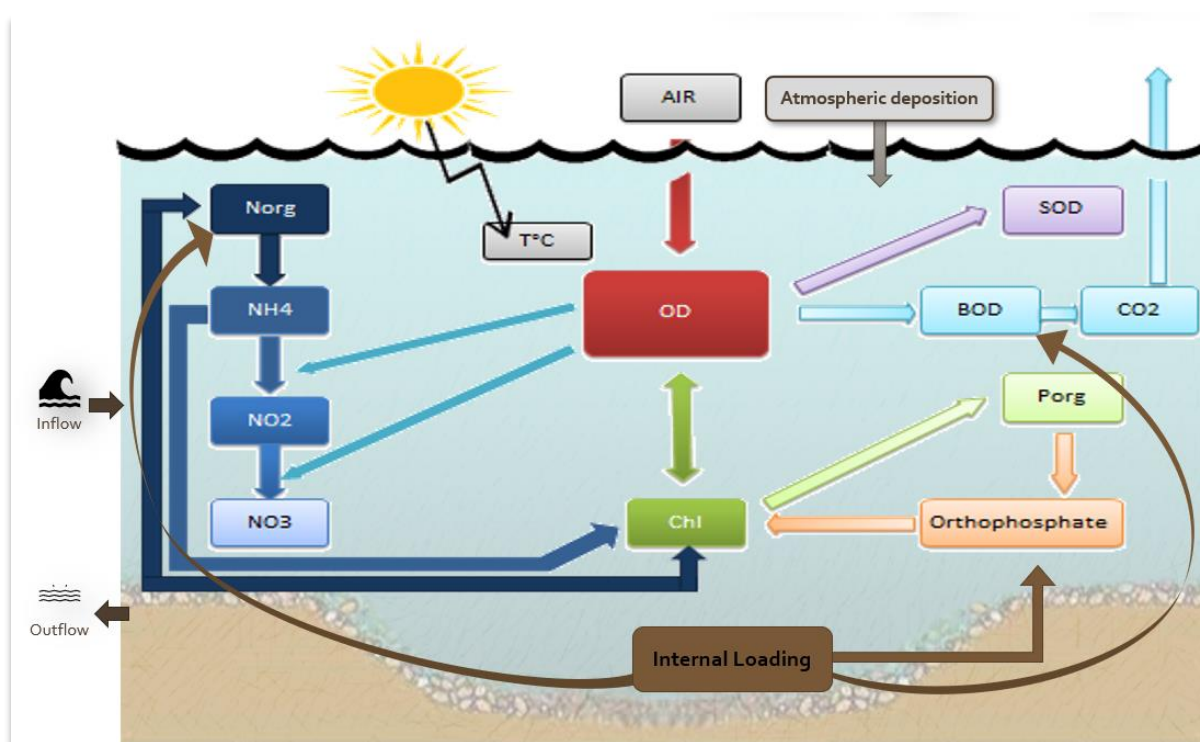 AIR
Atmospheric deposition
Norg
SOD
T°C
NH4
OD
BOD
CO2
Porg
Inflow
NO2
NO3
Chl
Orthophosphate
Outflow
Internal Loading